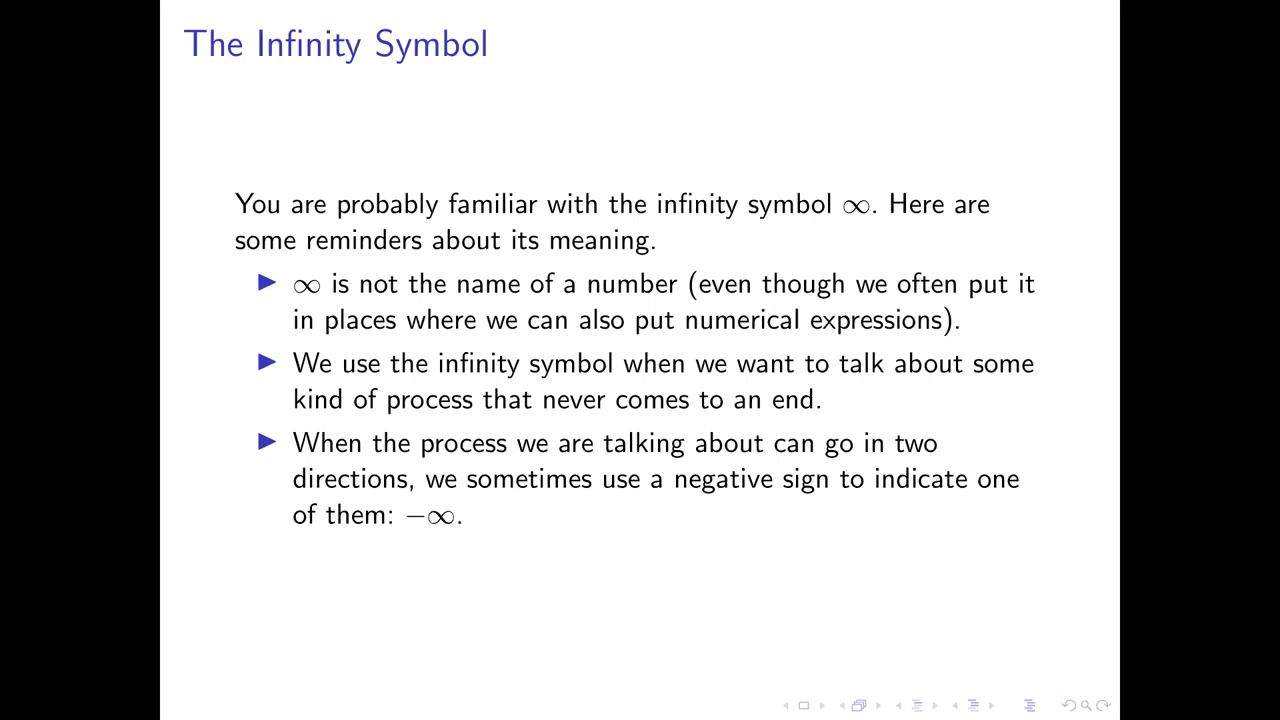 The Infinity Symbol
You are probably familiar with the infinity symbol ∞. Here are
some reminders about its meaning.
▶ ∞ is not the name of a number (even though we often put it
in places where we can also put numerical expressions).
▶ We use the infinity symbol when we want to talk about some
kind of process that never comes to an end.
▶ When the process we are talking about can go in two
directions, we sometimes use a negative sign to indicate one
of them: −∞.